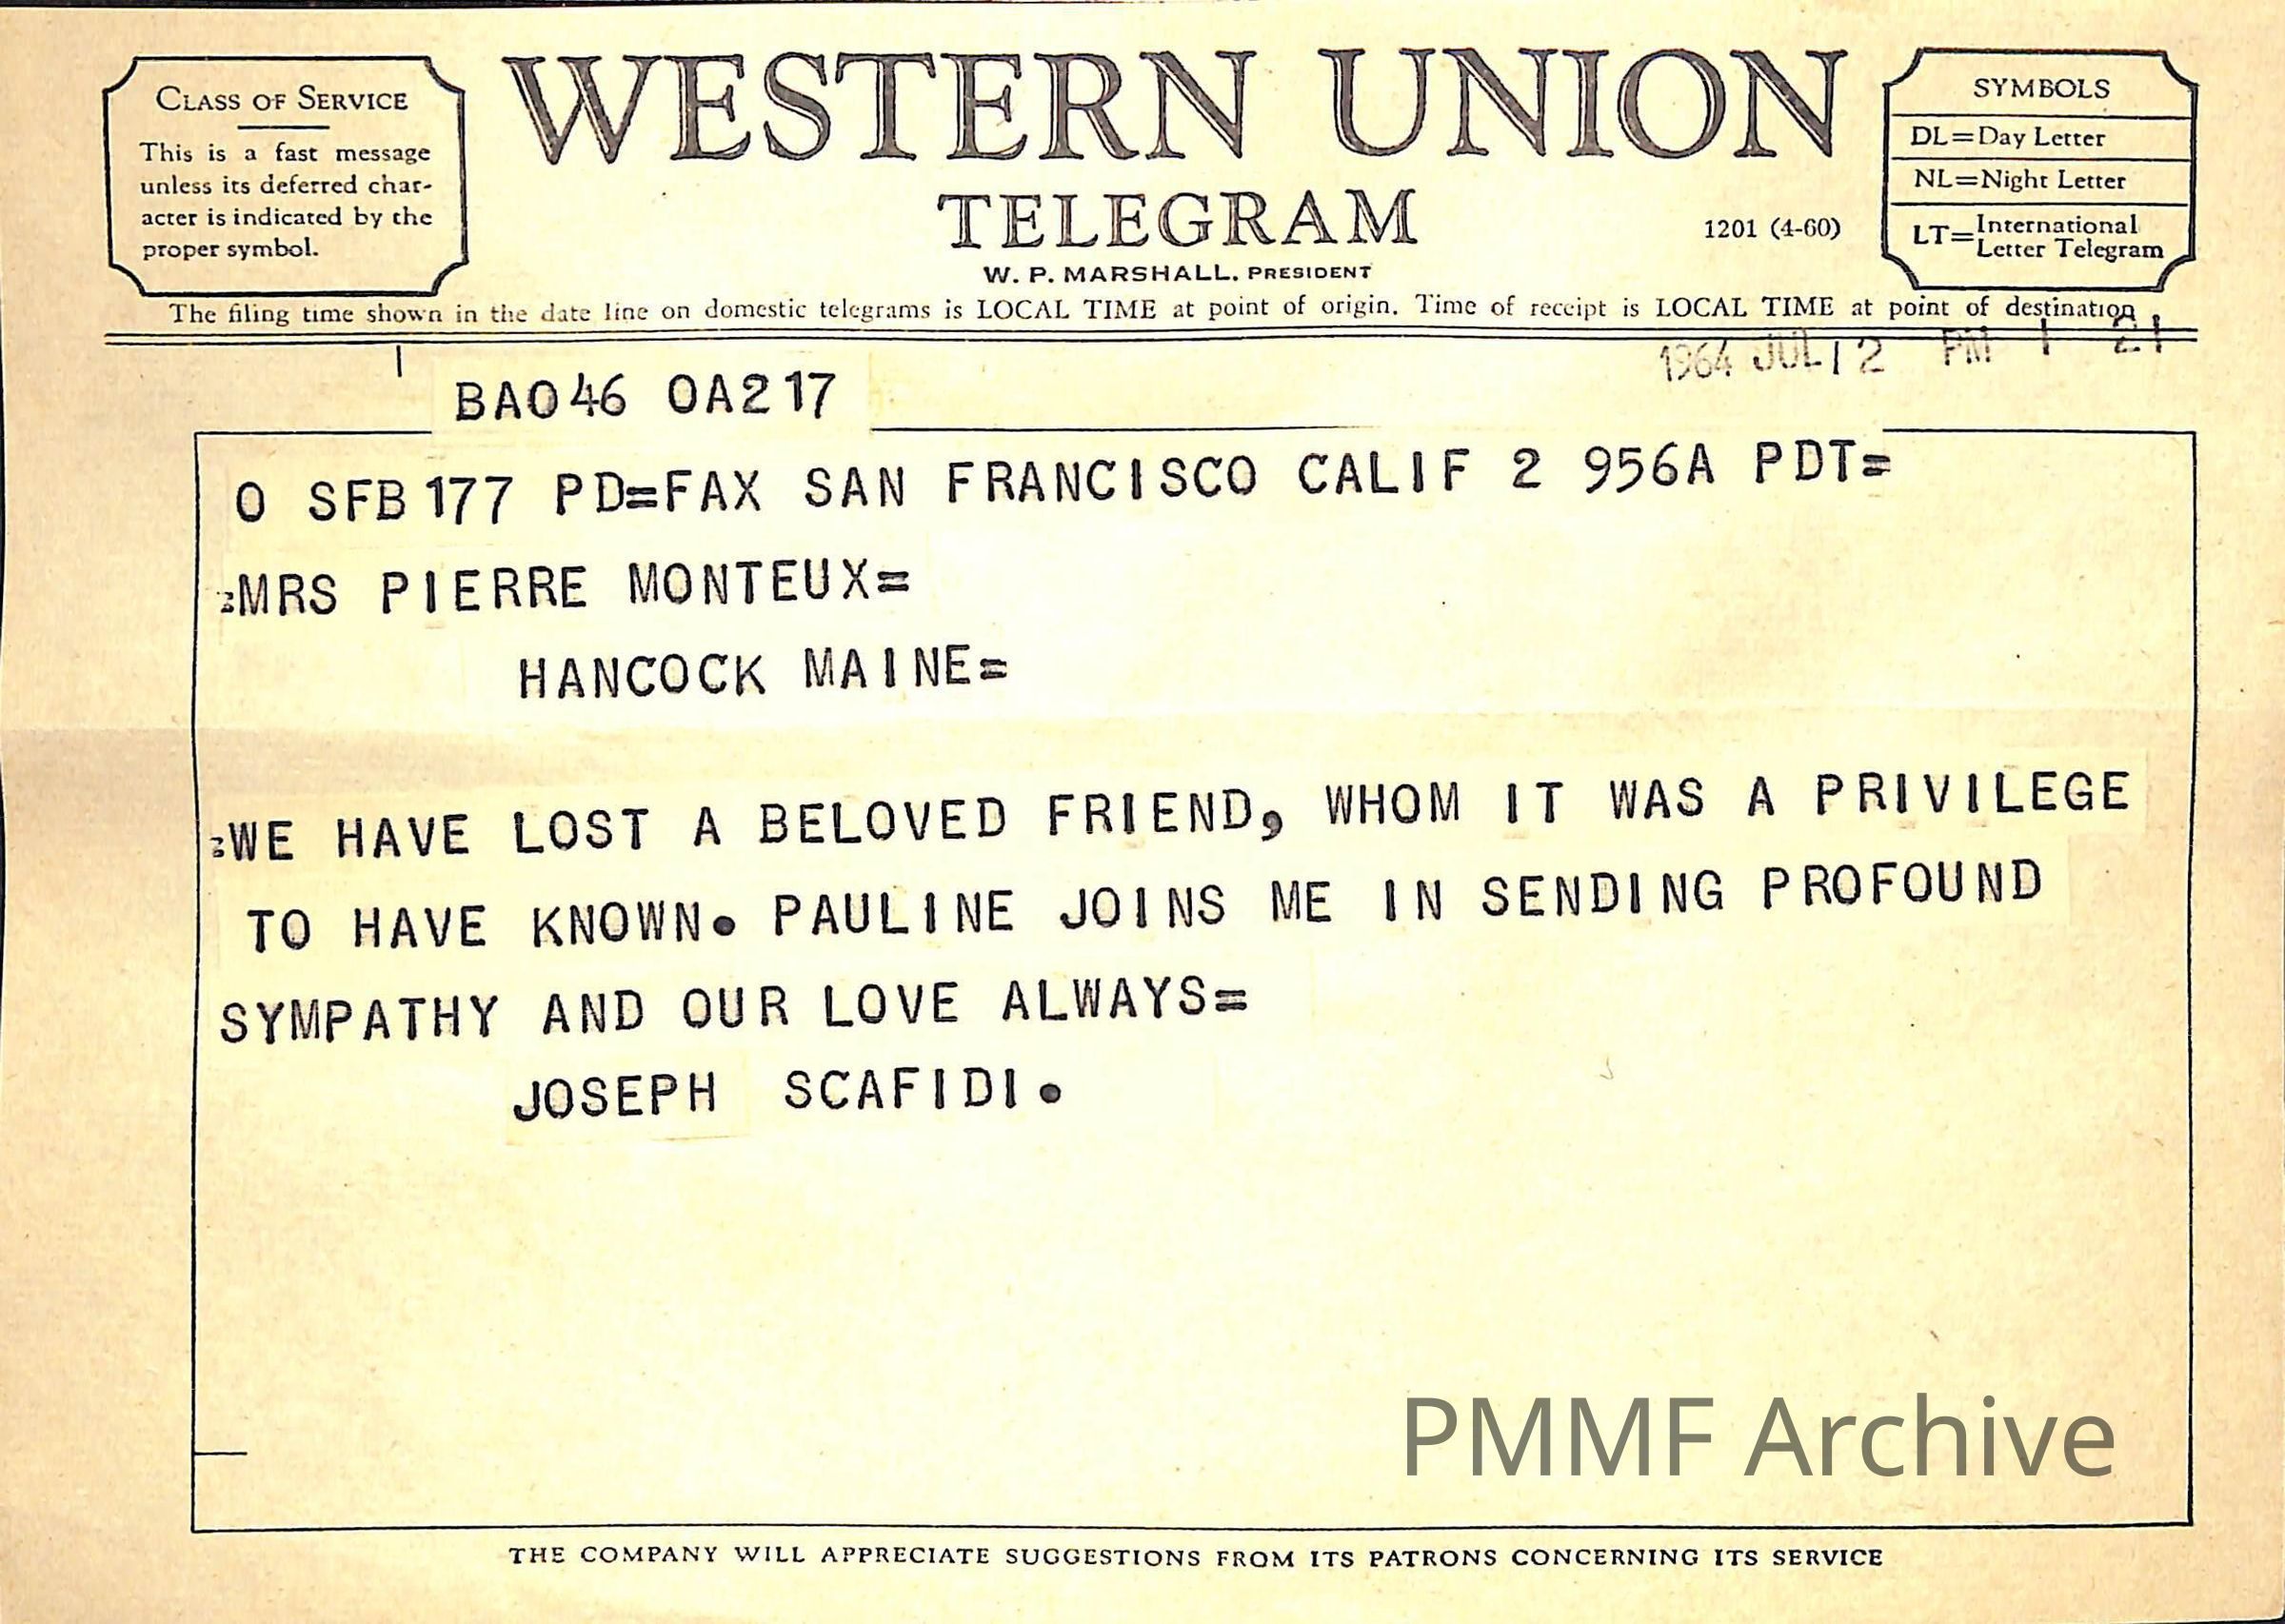 CLASS OF SERVICE
This is a fast message
unless its deferred char-
acter is indicated by the
proper symbol.
WESTERN UNION
TELEGRAM
W. P. MARSHALL, PRESIDENT
1201 (4-60)
SYMBOLS
DL=Day Letter
NL=Night Letter
LT=International
Letter Telegram
The filing time shown in the date line on domestic telegrams is LOCAL TIME at point of origin. Time of receipt is LOCAL TIME at point of destination
1964 JUL 2 PM 1 21
BA046 OA217
O SFB177 PD=FAX SAN FRANCISCO CALIF 2 956A PDT=
:MRS PIERRE MONTEUX=
HANCOCK MAINE=
:WE HAVE LOST A BELOVED FRIEND, WHOM IT WAS A PRIVILEGE
TO HAVE KNOWN. PAULINE JOINS ME IN SENDING PROFOUND
SYMPATHY AND OUR LOVE ALWAYS=
JOSEPH SCAFIDI.
PMMF Archive
THE COMPANY WILL APPRECIATE SUGGESTIONS FROM ITS PATRONS CONCERNING ITS SERVICE